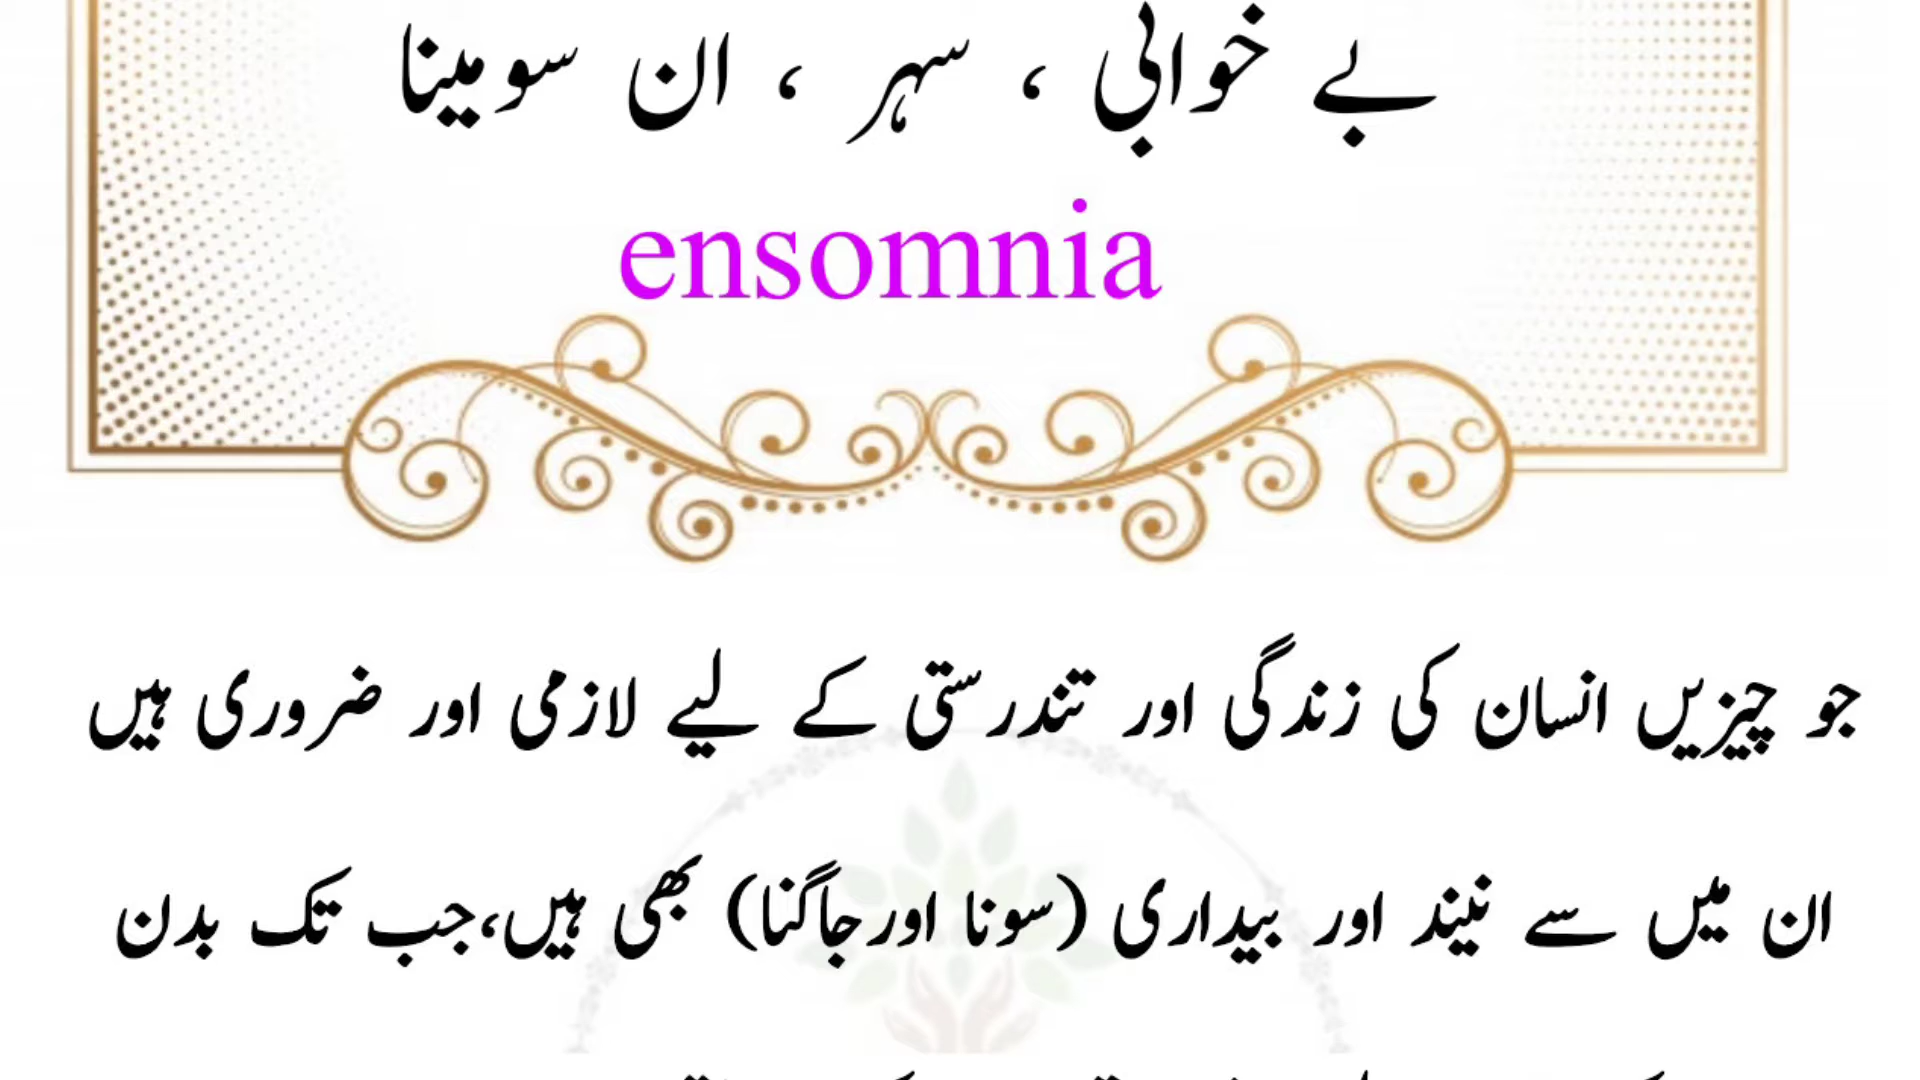 بے خوابی ، سہر ، ان سومینا
ensomnia
جو چیزیں انسان کی زندگی اور تندرستی کے لیے لازمی اور ضروری ہیں
ان میں سے نیند اور بیداری (سونا اورجاگنا) بھی ہیں،جب تک بدن